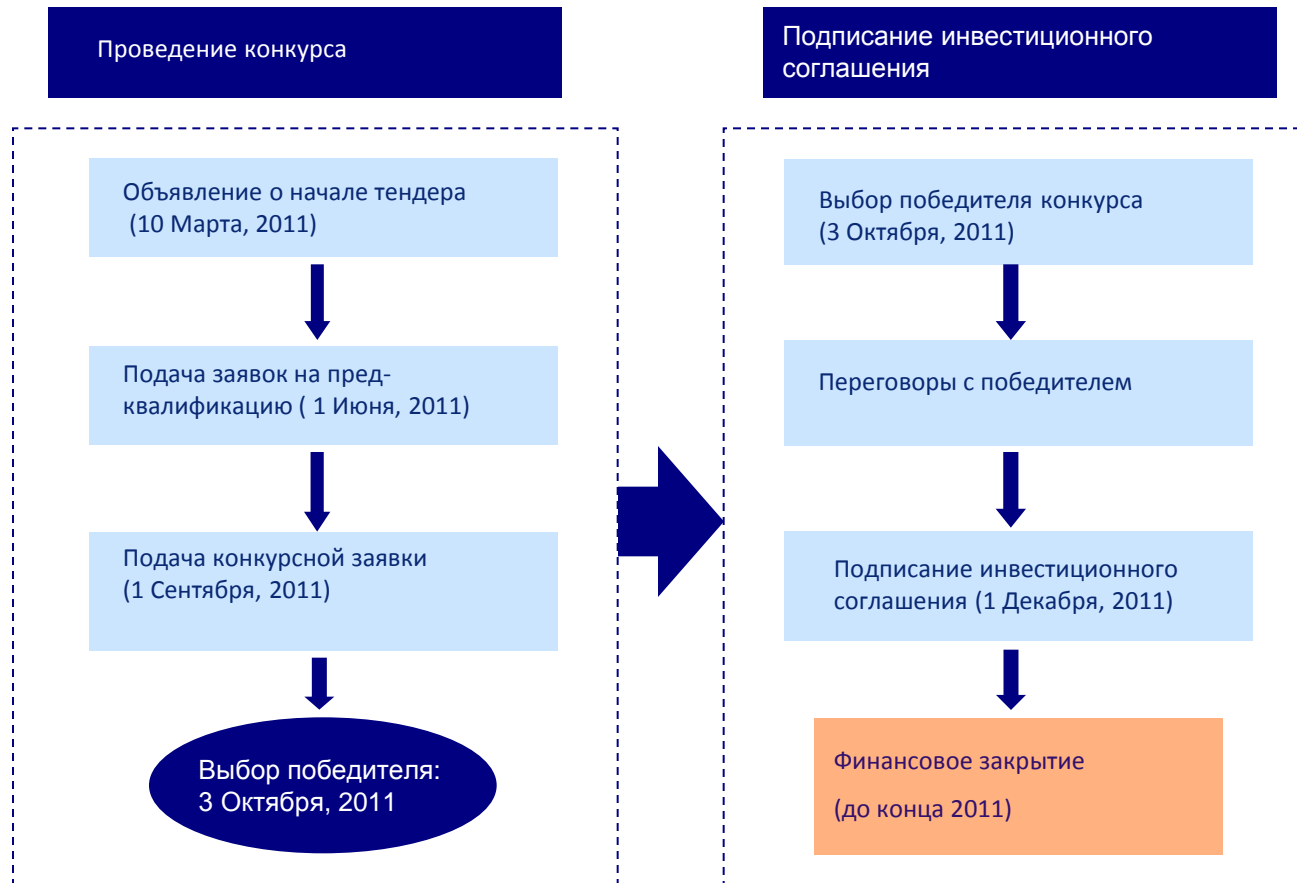 Проведение конкурса
Объявление о начале тендера
(10 Марта, 2011)
Подача заявок на пред-
квалификацию ( 1 Июня, 2011)
Подача конкурсной заявки
(1 Сентября, 2011)
Выбор победителя:
3 Октября, 2011
Подписание инвестиционного
соглашения
Выбор победителя конкурса
(3 Октября, 2011)
Переговоры с победителем
Подписание инвестиционного
соглашения (1 Декабря, 2011)
Финансовое закрытие
(до конца 2011)